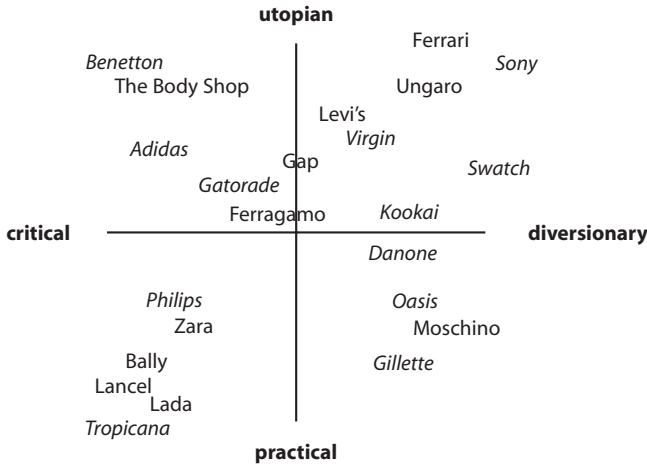 utopian
Ferrari
Benetton
Sony
The Body Shop
Ungaro
Levi's
Virgin
Adidas
Gap
Swatch
Gatorade
Ferragamo
Kookai
critical
diversionary
Danone
Philips
Oasis
Zara
Moschino
Bally
Gillette
Lancel
Lada
Tropicana
practical